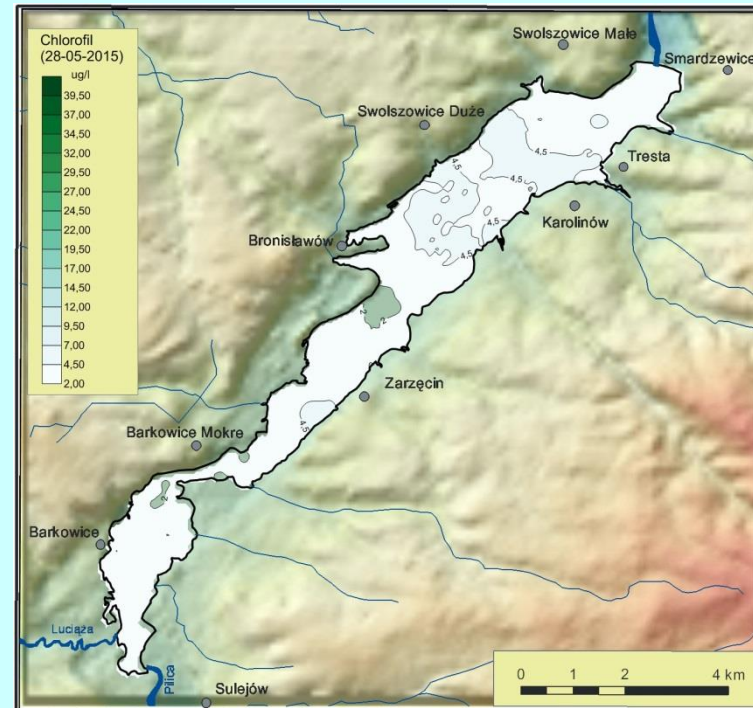 Chlorofil
(28-05-2015)
ug/l
39,50
37,00
34,50
32,00
29,50
27,00
24,50
22,00
19,50
17,00
14,50
12,00
9,50
7,00
4,50
2,00
Swolszowice Małe
Smardzewice
Swolszowice Duże
Tresta
Karolinów
Bronisławów
Zarzęcin
Barkowice Mokre
Barkowice
Luciąża
Pilica
Sulejów
4,5
4,5
4,5
4,5
4,5
4,5
2
2
2
0 1 2 4 km